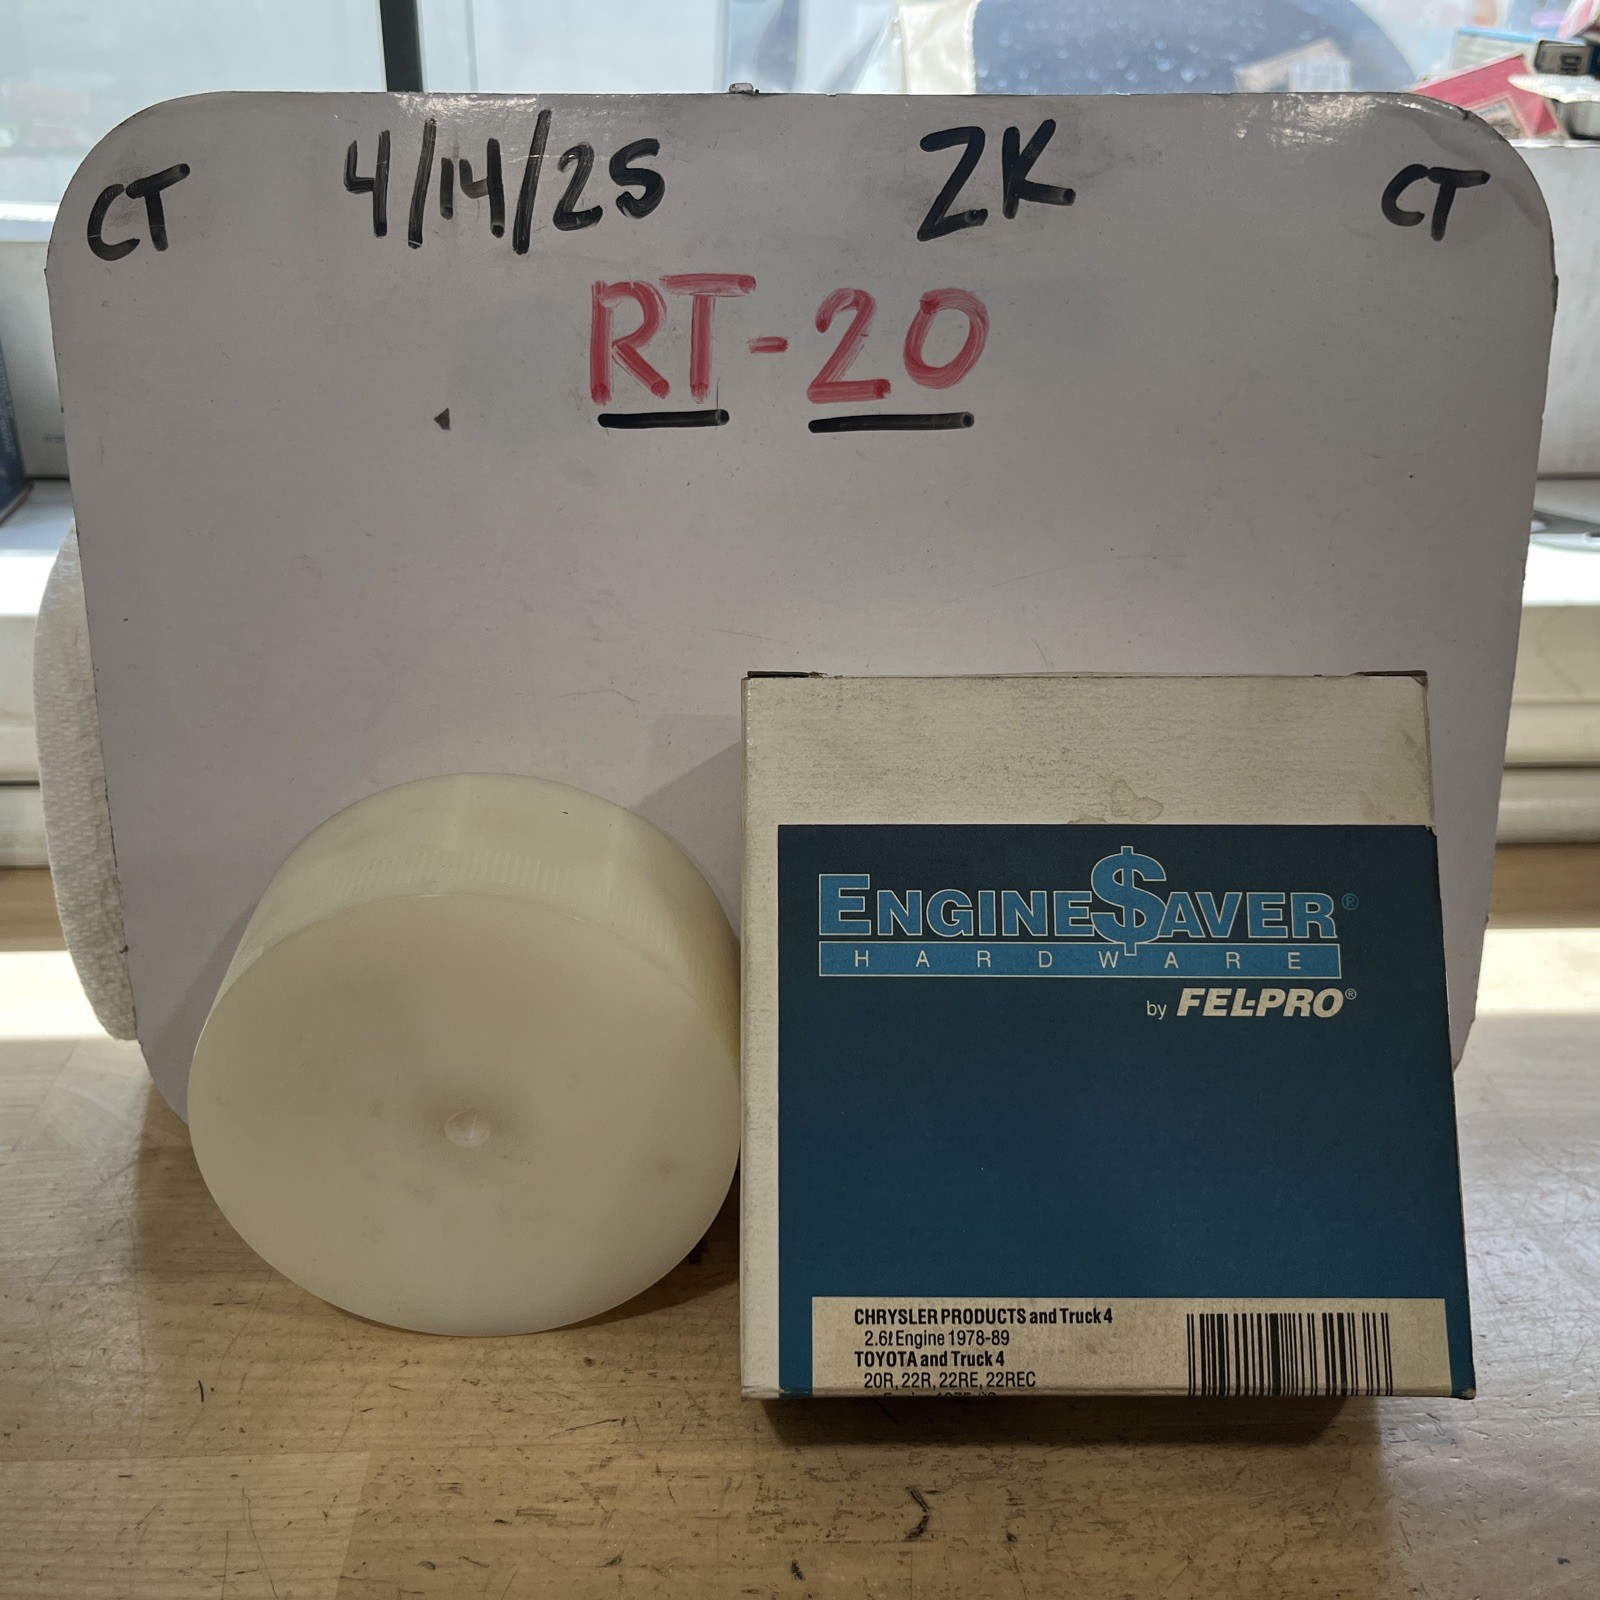 CT 4/14/25 ZK CT
RT-20
ENGINE$AVER®
HARDWARE
by FEL-PRO®
CHRYSLER PRODUCTS and Truck 4
2.6ℓ Engine 1978-89
TOYOTA and Truck 4
20R, 22R, 22RE, 22REC